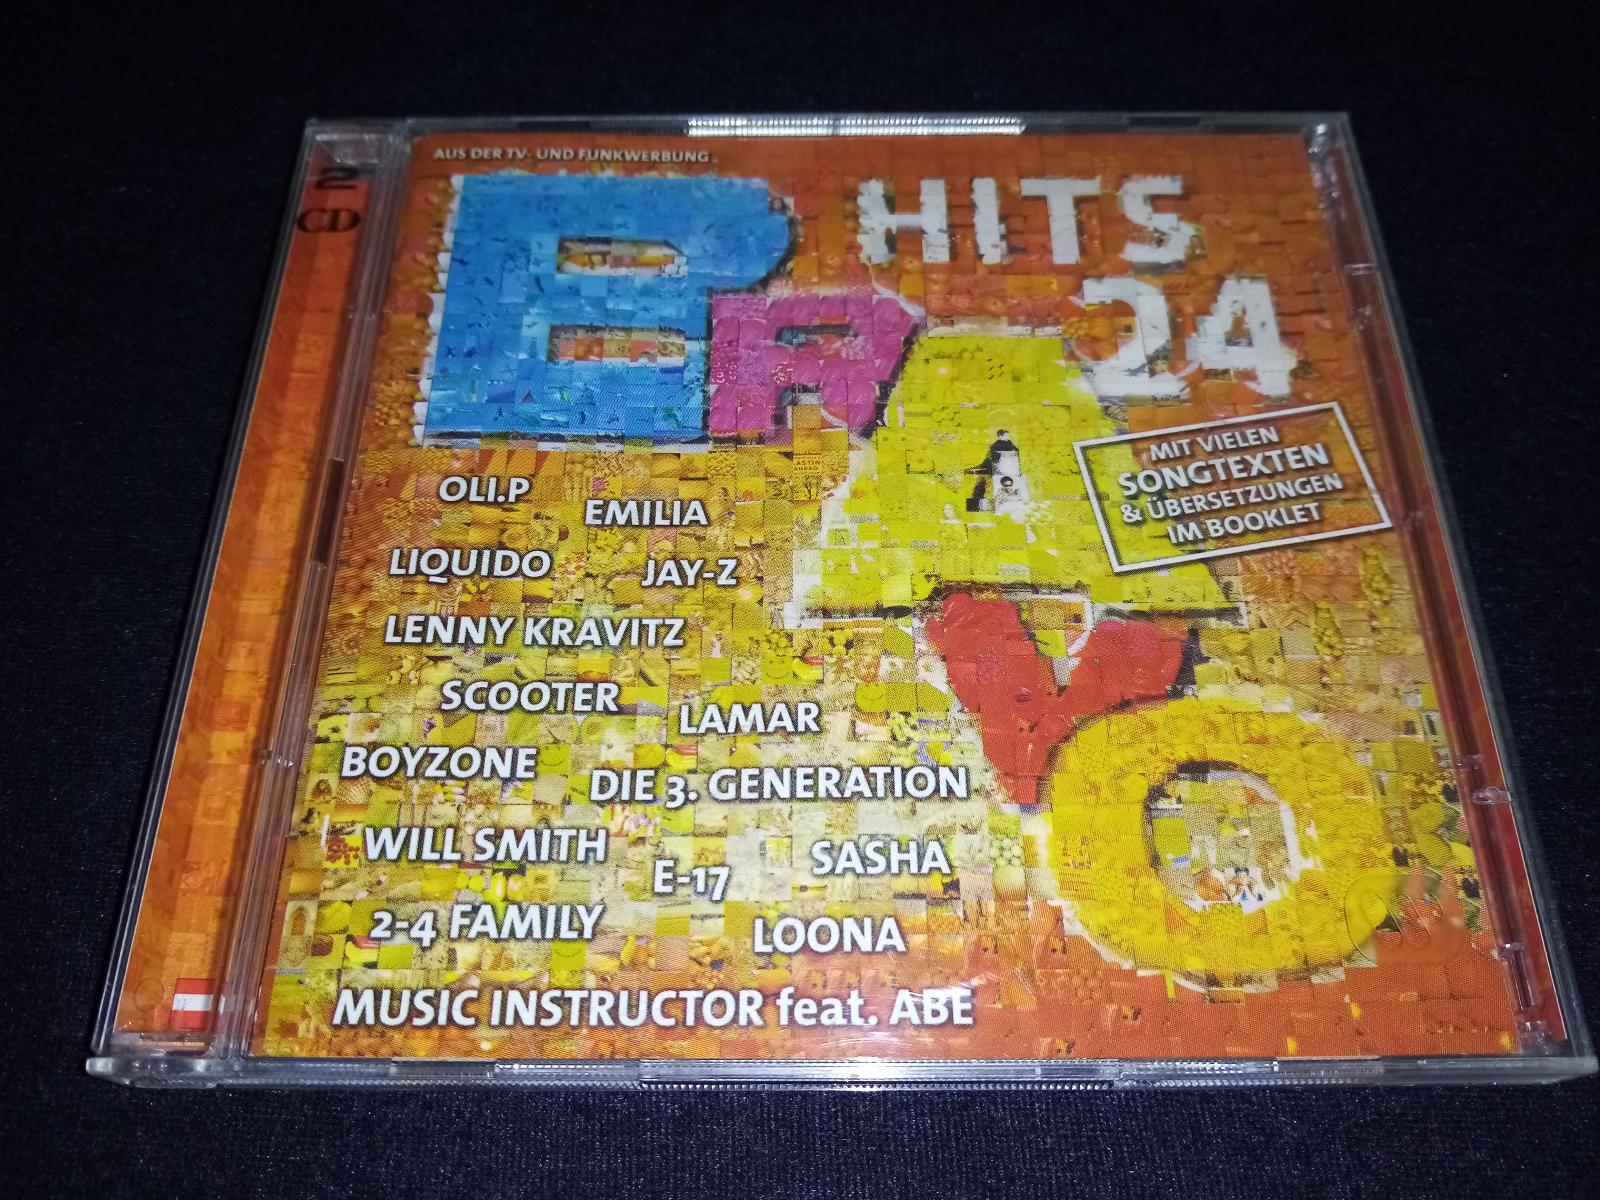 AUS DER TV- UND FUNKWERBUNG
2
CD
BRAVO
HITS
24
MIT VIELEN
SONGTEXTEN
& ÜBERSETZUNGEN
IM BOOKLET
OLI.P
EMILIA
LIQUIDO
JAY-Z
LENNY KRAVITZ
SCOOTER
LAMAR
BOYZONE
DIE 3. GENERATION
WILL SMITH
E-17
SASHA
2-4 FAMILY
LOONA
MUSIC INSTRUCTOR feat. ABE